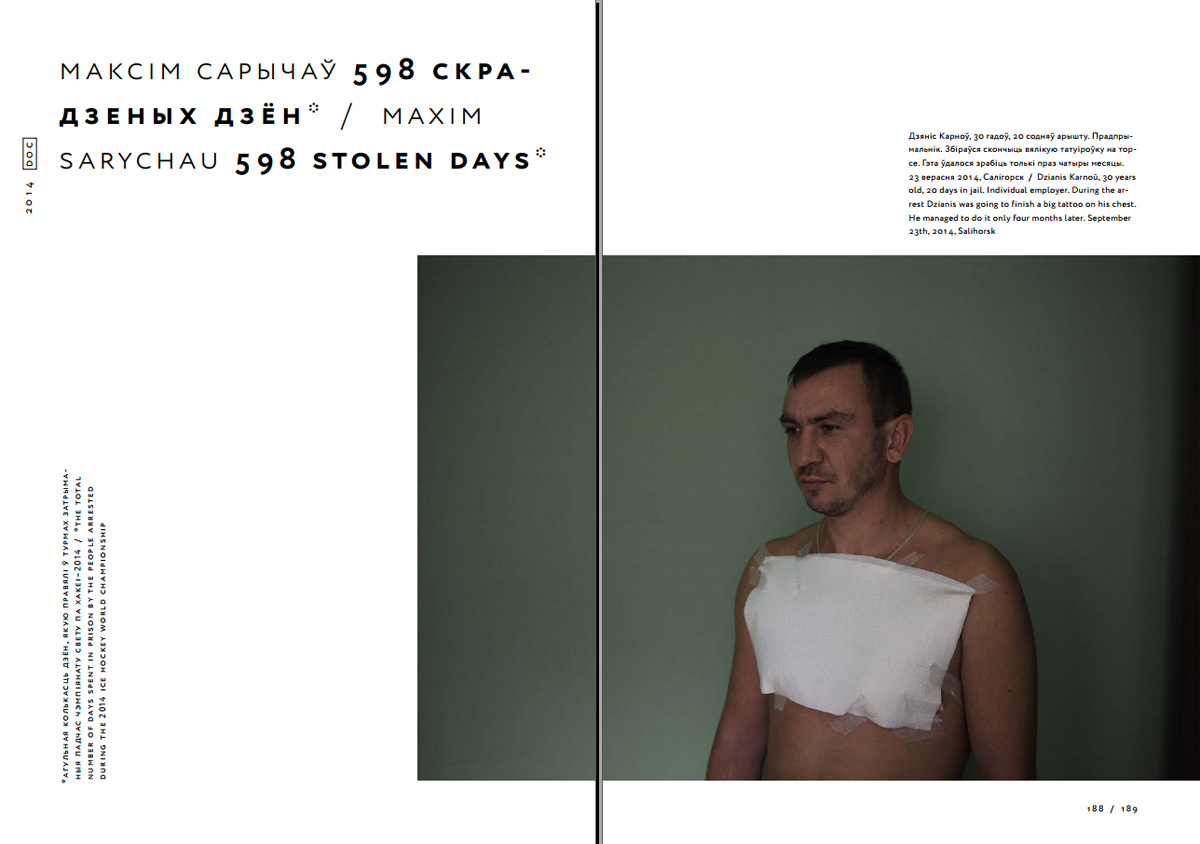 МАКСІМ САРЫЧАЎ 598 СКРА-
ДЗЕНЫХ ДЗЁН* / MAXIM
SARYCHAU 598 STOLEN DAYS*
2014 DOC
*АГУЛЬНАЯ КОЛЬКАСЦЬ ДЗЁН, ЯКУЮ ПРАВЯЛІ Ў ТУРМАХ ЗАТРЫМА-
НЫЯ ПАДЧАС ЧЭМПІЯНАТУ СВЕТУ ПА ХАКЕІ–2014 / *THE TOTAL
NUMBER OF DAYS SPENT IN PRISON BY THE PEOPLE ARRESTED
DURING THE 2014 ICE HOCKEY WORLD CHAMPIONSHIP
Дзяніс Карноў, 30 гадоў, 20 содняў арышту. Прадпры-
мальнік. Збіраўся скончыць вялікую татуіроўку на тор-
се. Гэта ўдалося зрабіць толькі праз чатыры месяцы.
23 верасня 2014, Салігорск / Dzianis Karnoŭ, 30 years
old, 20 days in jail. Individual employer. During the ar-
rest Dzianis was going to finish a big tattoo on his chest.
He managed to do it only four months later. September
23th, 2014, Salihorsk
188 / 189